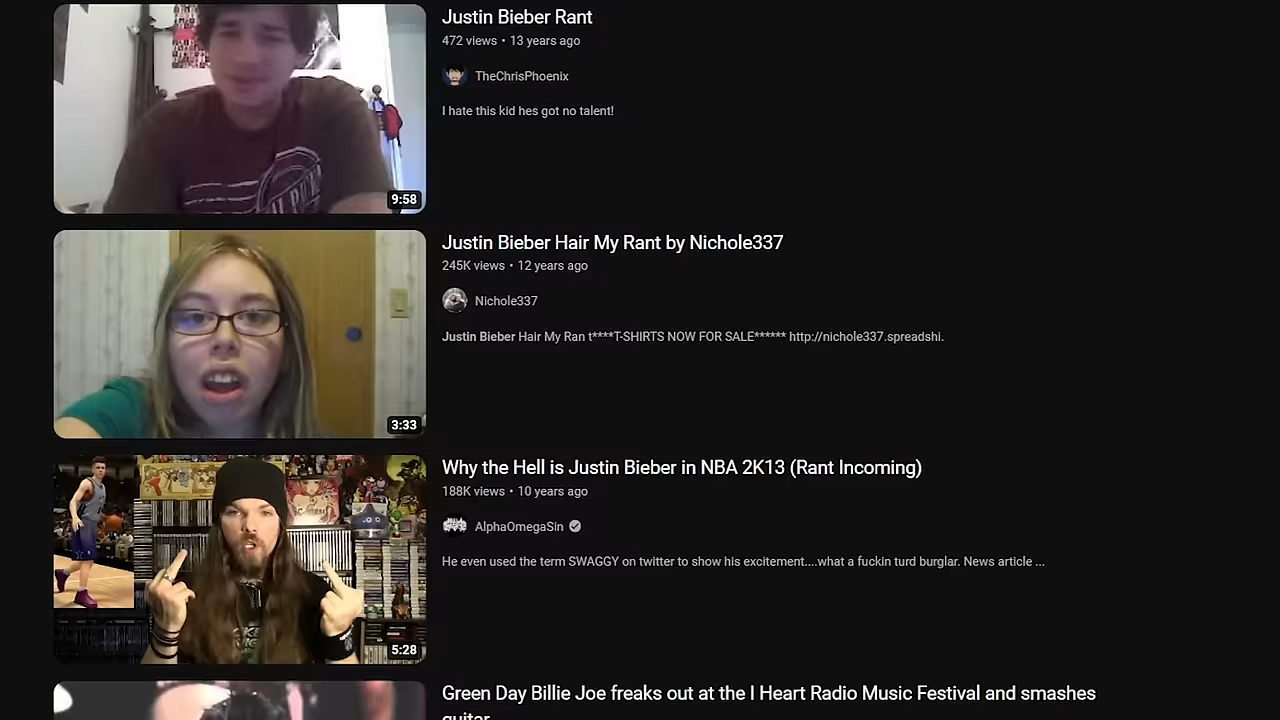 Justin Bieber Rant
472 views • 13 years ago
TheChrisPhoenix
I hate this kid hes got no talent!
9:58
Justin Bieber Hair My Rant by Nichole337
245K views • 12 years ago
Nichole337
Justin Bieber Hair My Ran t****T-SHIRTS NOW FOR SALE****** http://nichole337.spreadshi.
3:33
Why the Hell is Justin Bieber in NBA 2K13 (Rant Incoming)
188K views • 10 years ago
AlphaOmegaSin
He even used the term SWAGGY on twitter to show his excitement....what a fuckin turd burglar. News article ...
5:28
Green Day Billie Joe freaks out at the I Heart Radio Music Festival and smashes
guitar